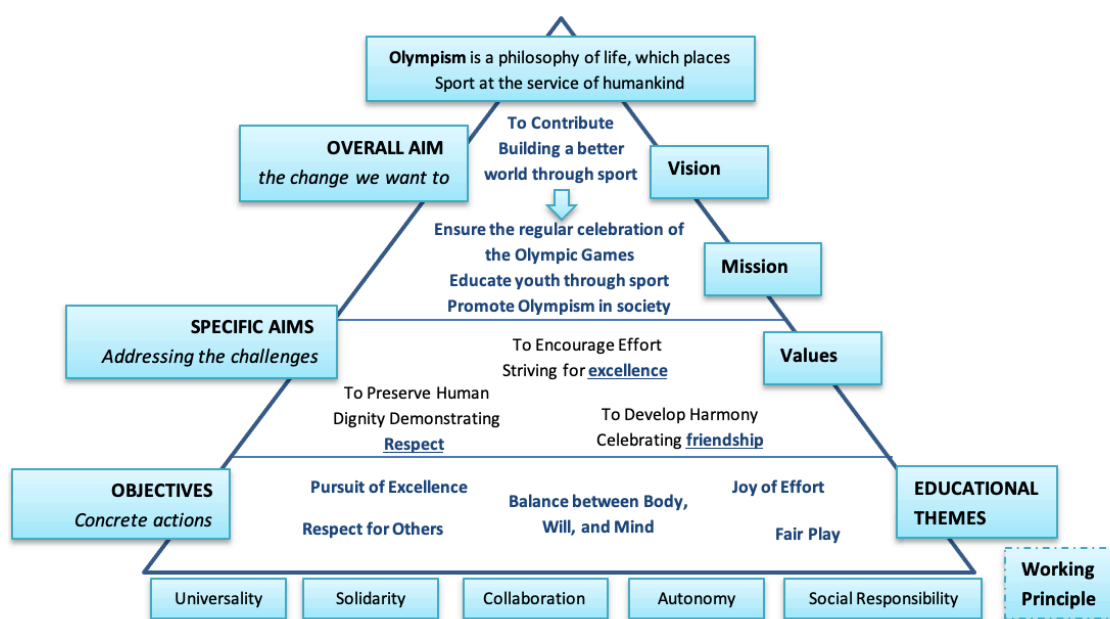 Olympism is a philosophy of life, which places
Sport at the service of humankind
OVERALL AIM
the change we want to
To Contribute
Building a better
world through sport
Vision
Ensure the regular celebration of
the Olympic Games
Educate youth through sport
Promote Olympism in society
Mission
SPECIFIC AIMS
Addressing the challenges
To Encourage Effort
Striving for excellence
Values
To Preserve Human
Dignity Demonstrating
Respect
To Develop Harmony
Celebrating friendship
OBJECTIVES
Concrete actions
Pursuit of Excellence
Respect for Others
Balance between Body,
Will, and Mind
Joy of Effort
Fair Play
EDUCATIONAL
THEMES
Universality
Solidarity
Collaboration
Autonomy
Social Responsibility
Working
Principle